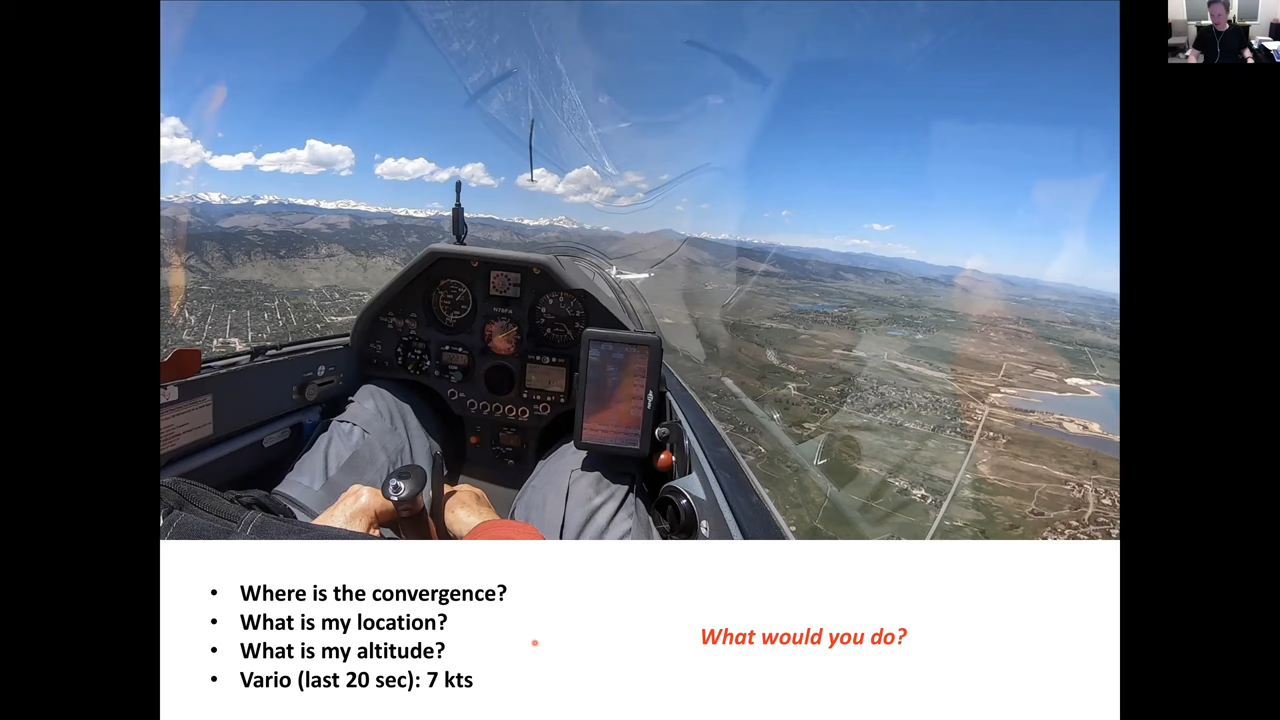 N78FA
• Where is the convergence?
• What is my location?
• What is my altitude?
• Vario (last 20 sec): 7 kts
What would you do?